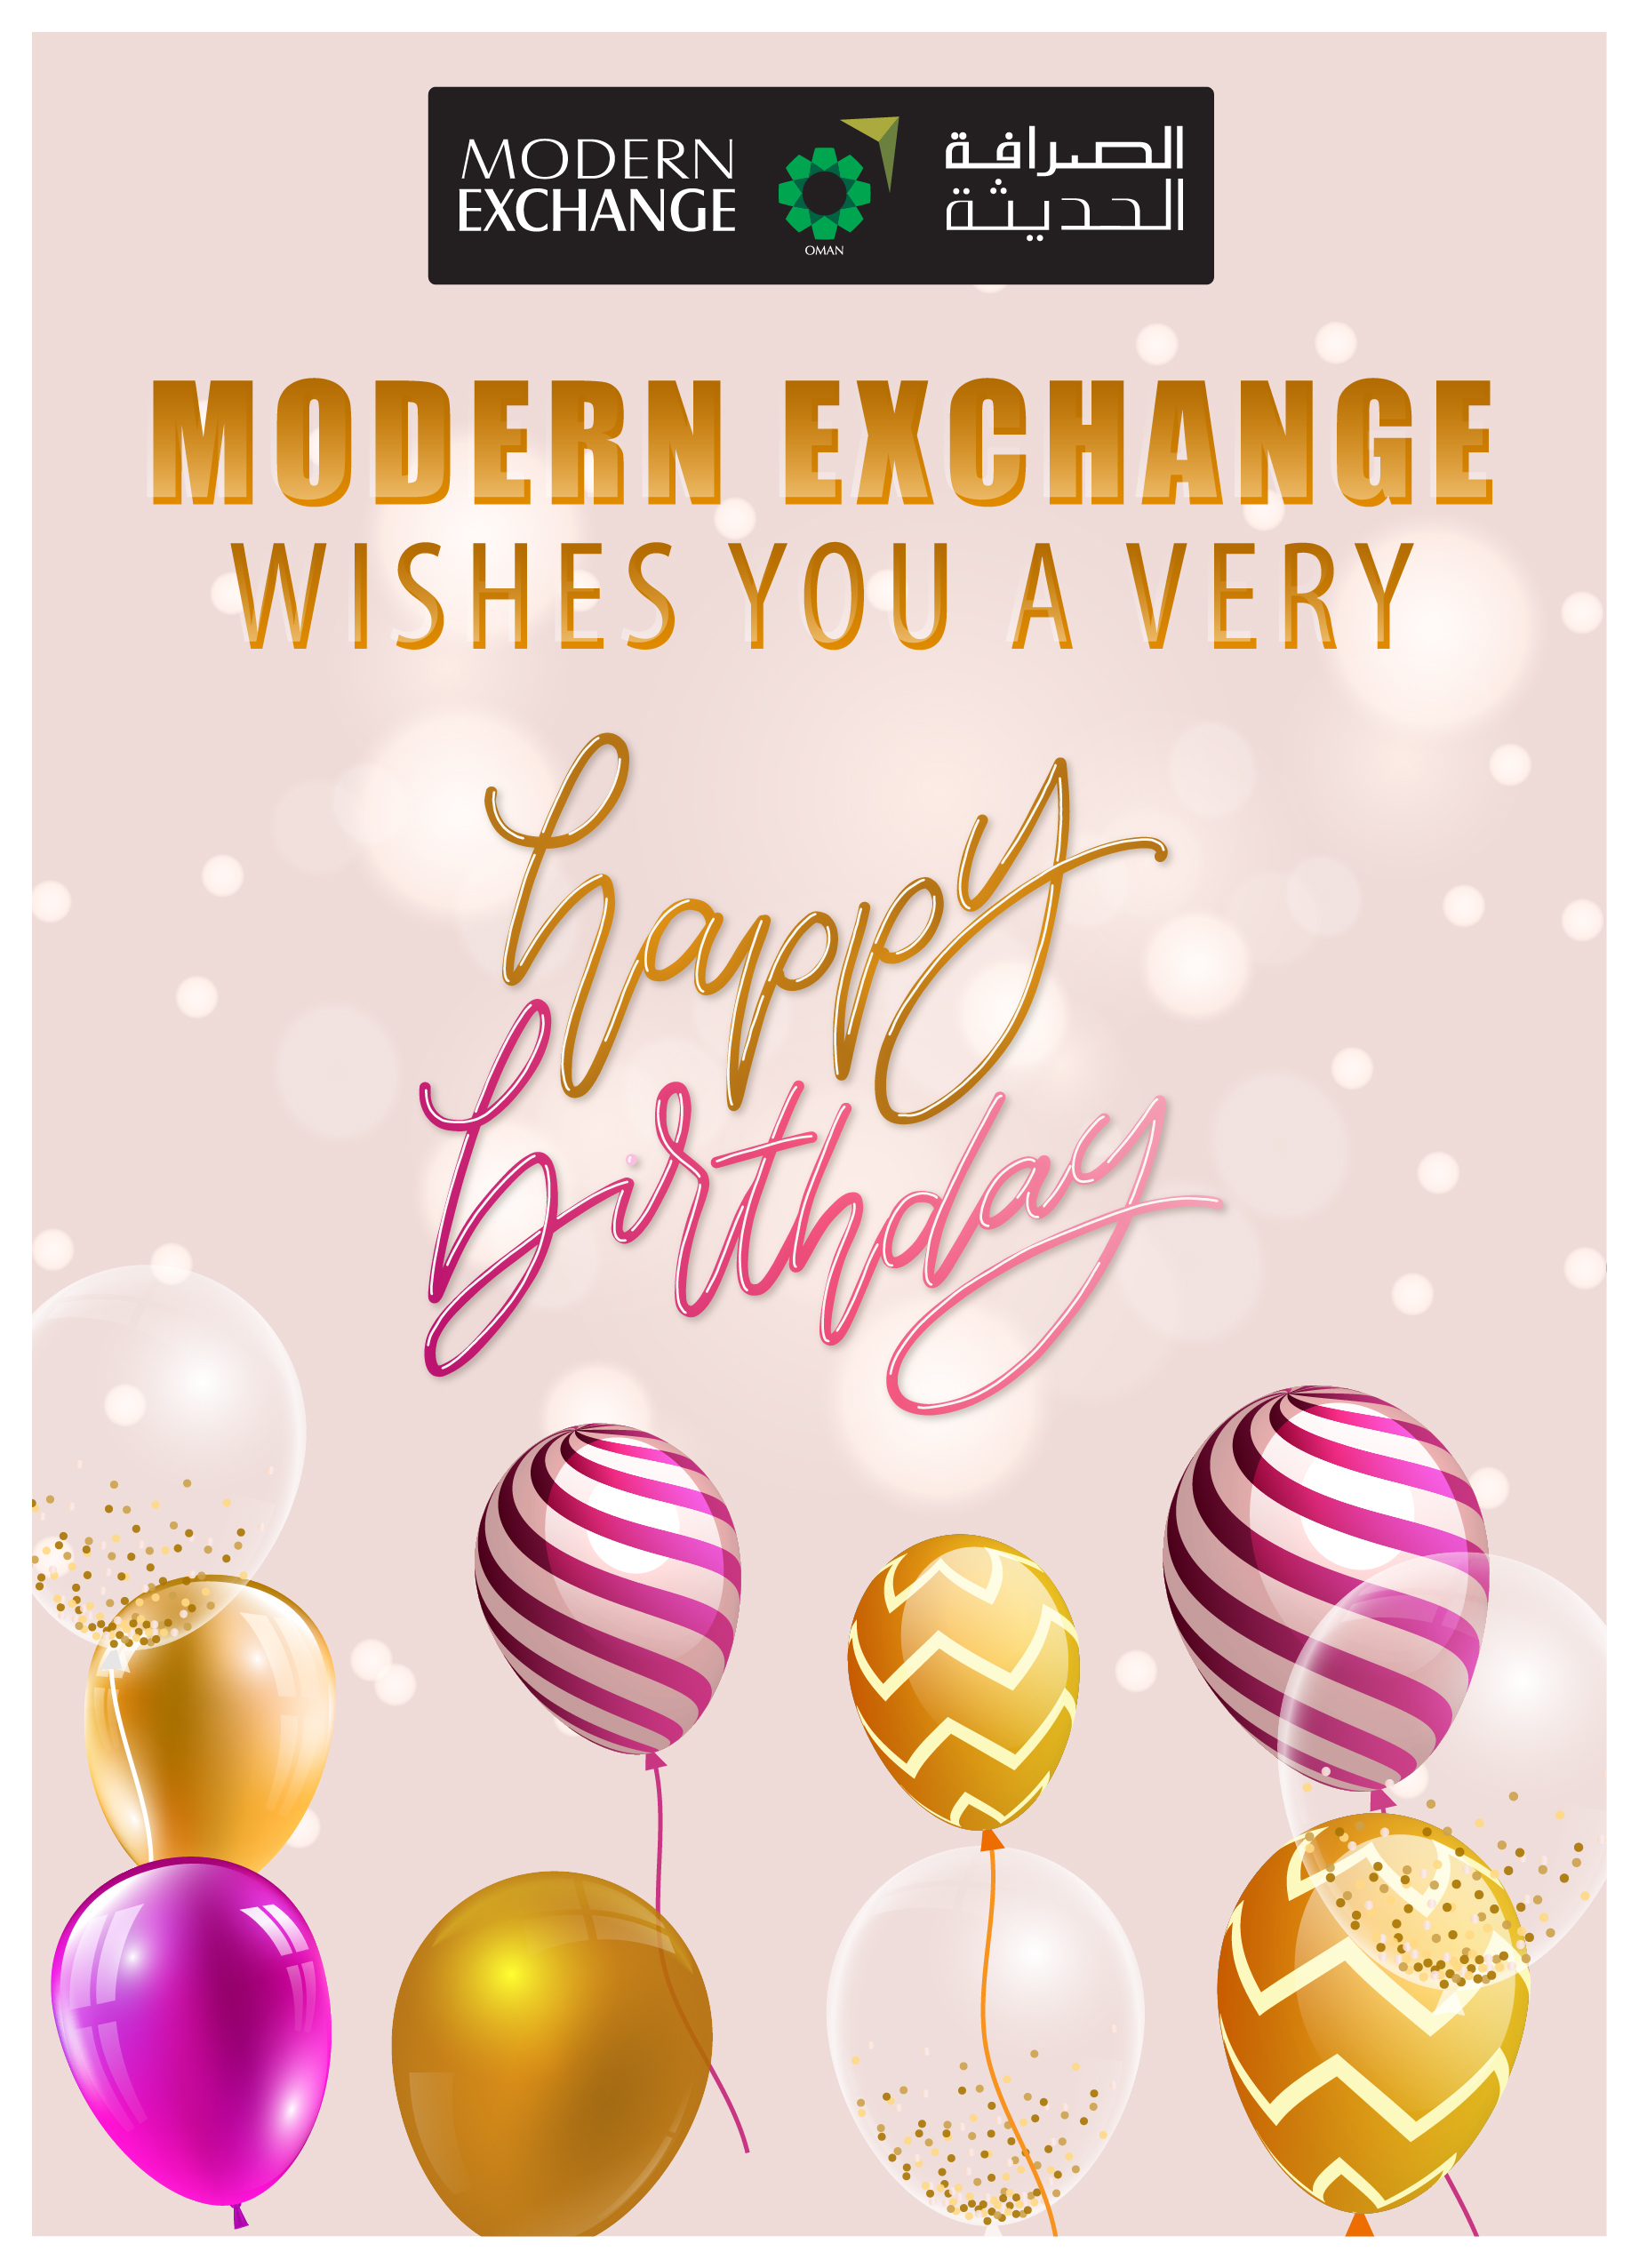 MODERN
EXCHANGE
OMAN
الصرافة
الحديثة
MODERN EXCHANGE
WISHES YOU A VERY
happy
birthday